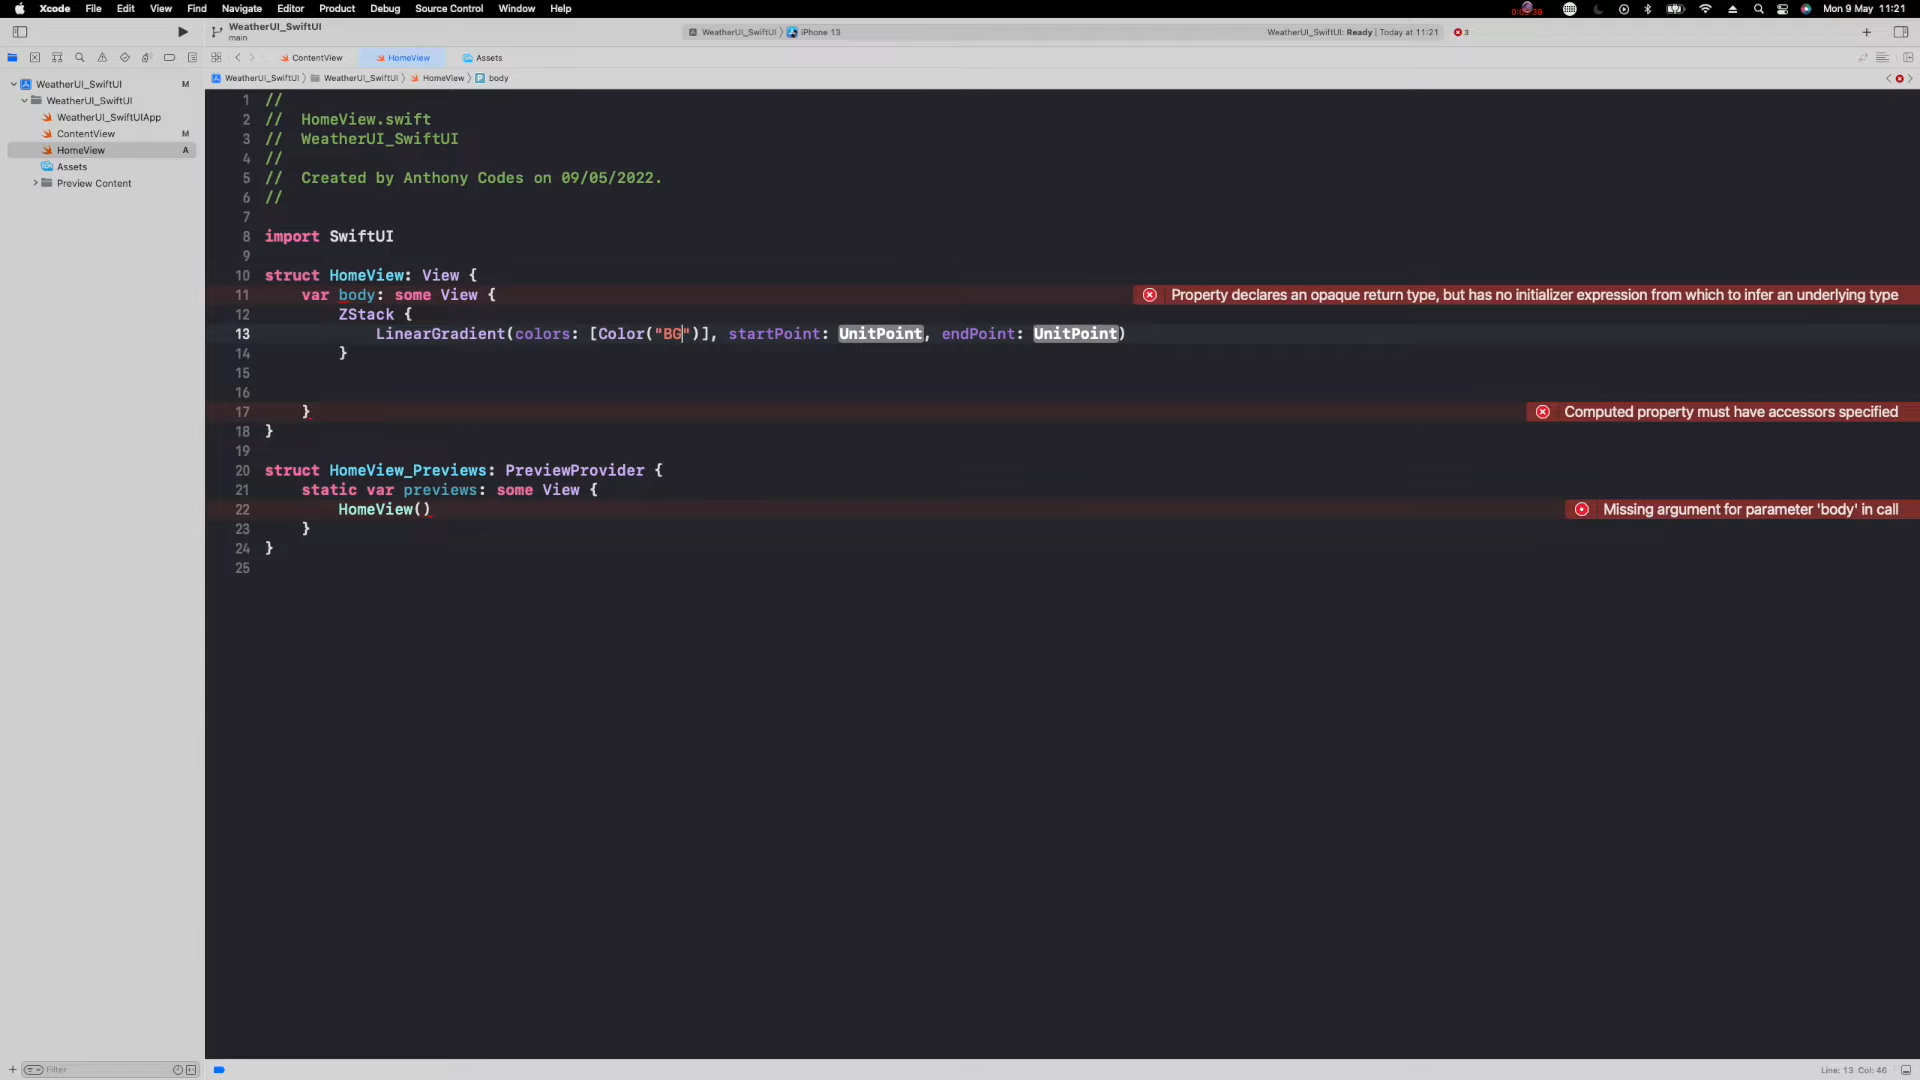 Xcode File Edit View Find Navigate Editor Product Debug Source Control Window Help Mon 9 May 11:21
WeatherUI_SwiftUI
main
WeatherUI_SwiftUI iPhone 13
WeatherUI_SwiftUI: Ready | Today at 11:21 3
ContentView HomeView Assets
WeatherUI_SwiftUI WeatherUI_SwiftUI HomeView P body
WeatherUI_SwiftUI M
WeatherUI_SwiftUI
WeatherUI_SwiftUIApp
ContentView M
HomeView A
Assets
Preview Content
1 //
2 // HomeView.swift
3 // WeatherUI_SwiftUI
4 //
5 // Created by Anthony Codes on 09/05/2022.
6 //
7
8 import SwiftUI
9
10 struct HomeView: View {
11 var body: some View { Property declares an opaque return type, but has no initializer expression from which to infer an underlying type
12 ZStack {
13 LinearGradient(colors: [Color("BG")], startPoint: UnitPoint, endPoint: UnitPoint)
14 }
15
16
17 } Computed property must have accessors specified
18 }
19
20 struct HomeView_Previews: PreviewProvider {
21 static var previews: some View {
22 HomeView() Missing argument for parameter 'body' in call
23 }
24 }
25
Filter
Line: 13 Col: 46